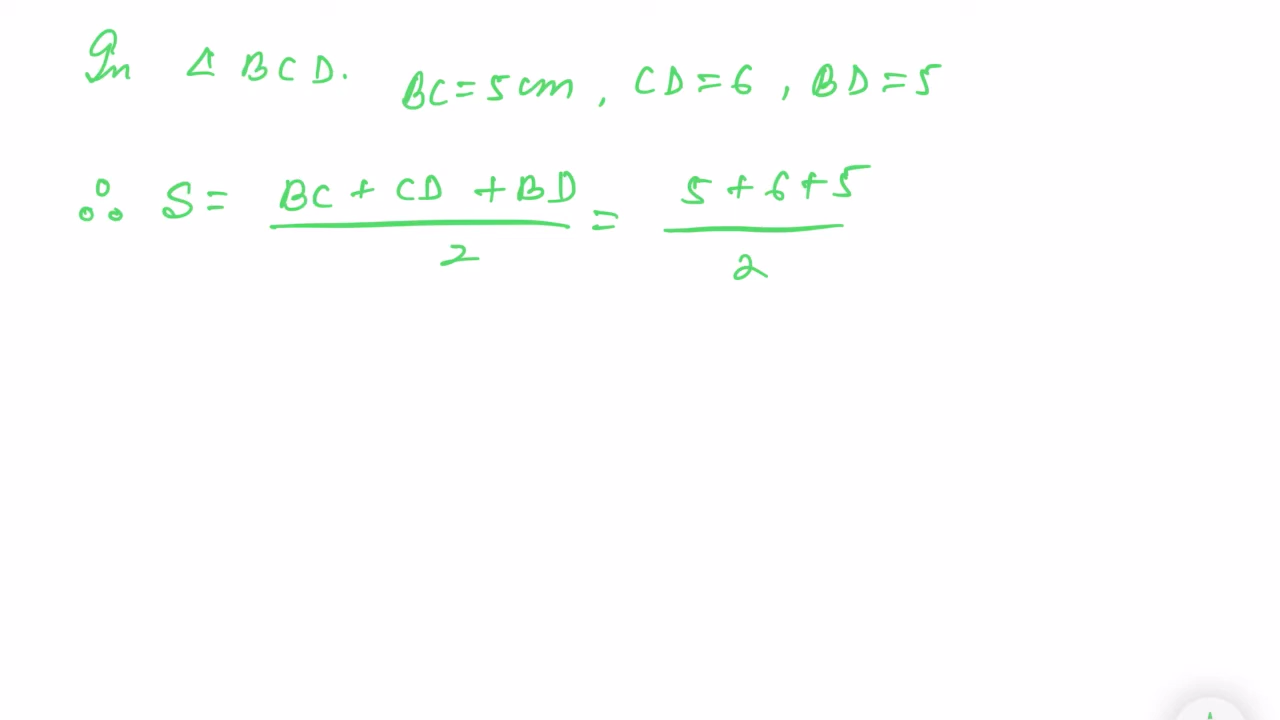 In Δ BCD. BC = 5 cm, CD = 6, BD = 5
∴ S = (BC + CD + BD)/2 = (5 + 6 + 5)/2